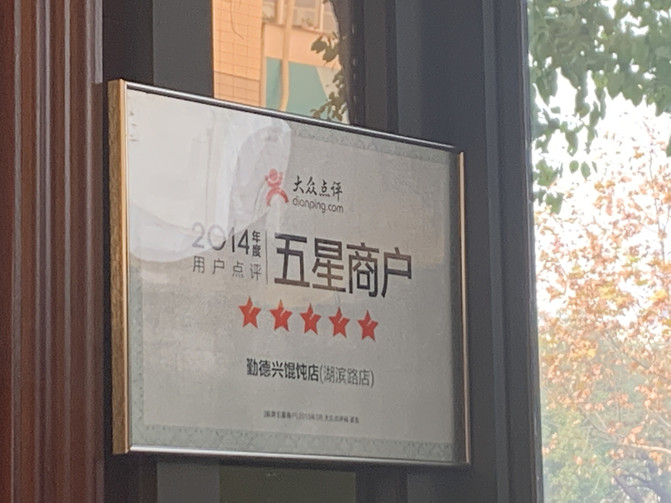 大众点评
dianping.com
2014年度
用户点评
五星商户
勤德兴馄饨店(湖滨路店)